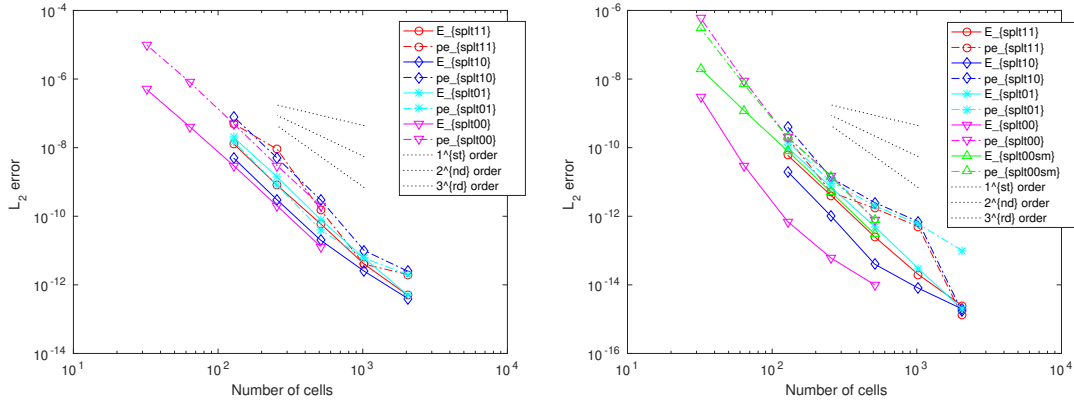 10^-4
10^-6
10^-8
10^-10
10^-12
10^-14
L_2 error
10^1
10^2
10^3
10^4
Number of cells
E_{splt11}
pe_{splt11}
E_{splt10}
pe_{splt10}
E_{splt01}
pe_{splt01}
E_{splt00}
pe_{splt00}
1^{st} order
2^{nd} order
3^{rd} order
10^-6
10^-8
10^-10
10^-12
10^-14
10^-16
L_2 error
10^1
10^2
10^3
10^4
Number of cells
E_{splt11}
pe_{splt11}
E_{splt10}
pe_{splt10}
E_{splt01}
pe_{splt01}
E_{splt00}
pe_{splt00}
E_{splt00sm}
pe_{splt00sm}
1^{st} order
2^{nd} order
3^{rd} order